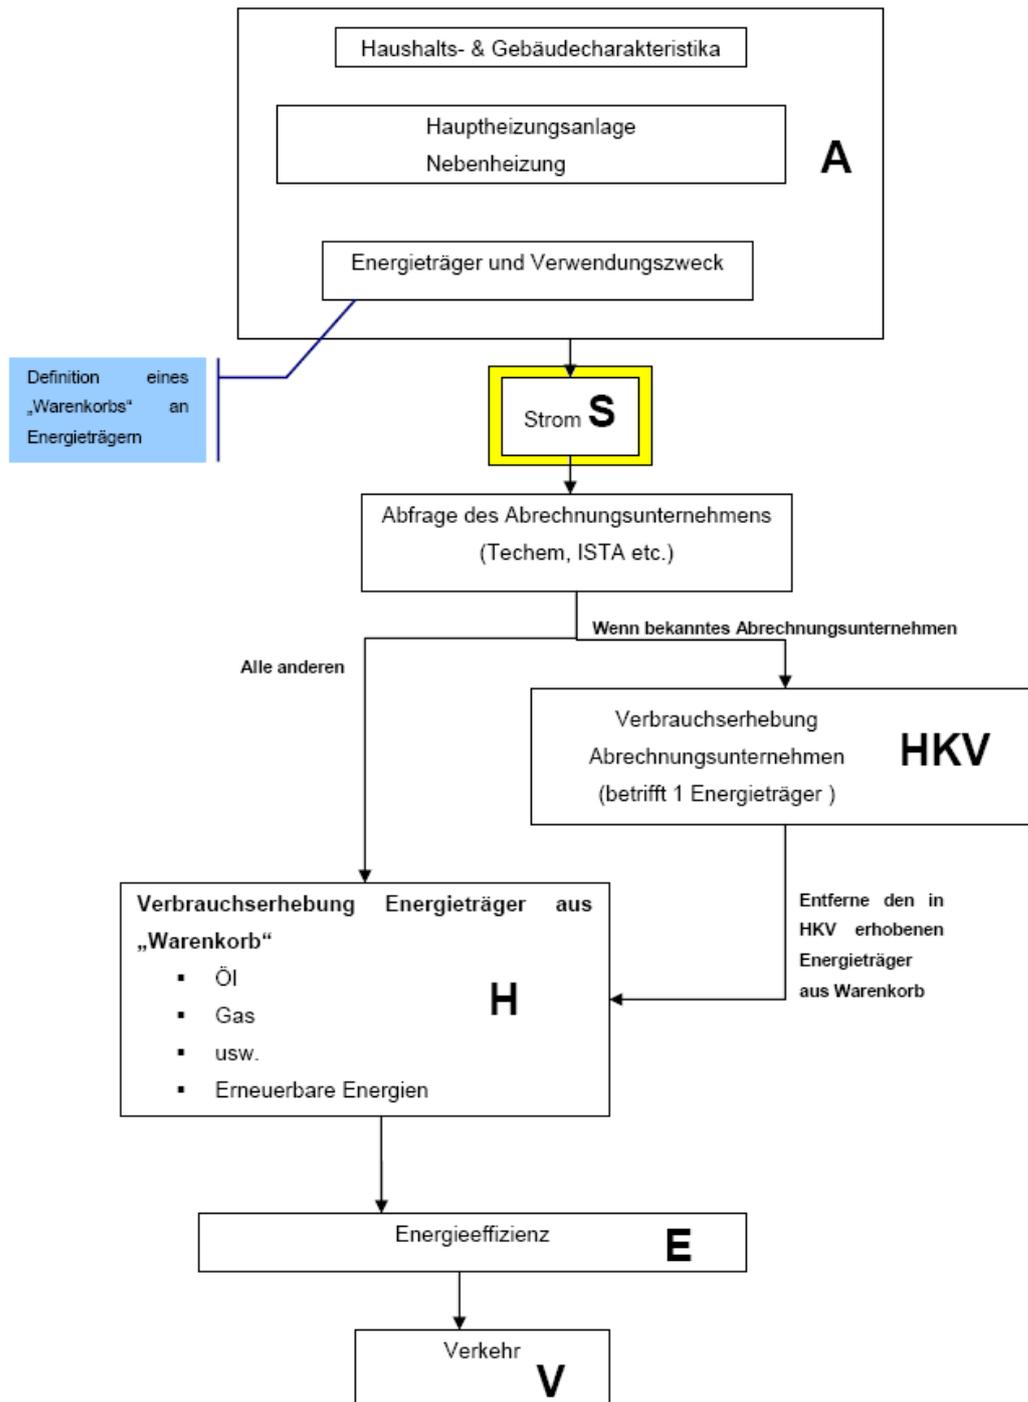 Haushalts- & Gebäudecharakteristika
Hauptheizungsanlage
Nebenheizung
A
Energieträger und Verwendungszweck
Definition eines
„Warenkorbs“ an
Energieträgern
Strom S
Abfrage des Abrechnungsunternehmens
(Techem, ISTA etc.)
Wenn bekanntes Abrechnungsunternehmen
Alle anderen
Verbrauchserhebung
Abrechnungsunternehmen
(betrifft 1 Energieträger )
HKV
Entferne den in
HKV erhobenen
Energieträger
aus Warenkorb
Verbrauchserhebung Energieträger aus
„Warenkorb“
▪ Öl
▪ Gas
▪ usw.
▪ Erneuerbare Energien
H
Energieeffizienz
E
Verkehr
V